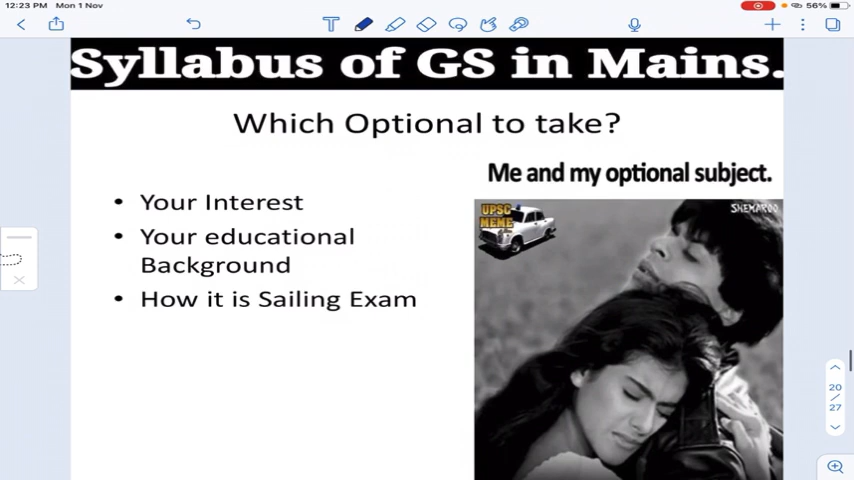 12:23 PM Mon 1 Nov
56%
Syllabus of GS in Mains.
Which Optional to take?
Me and my optional subject.
• Your Interest
• Your educational
Background
• How it is Sailing Exam
UPSC
MEME
SHEMAROO
20
/
27